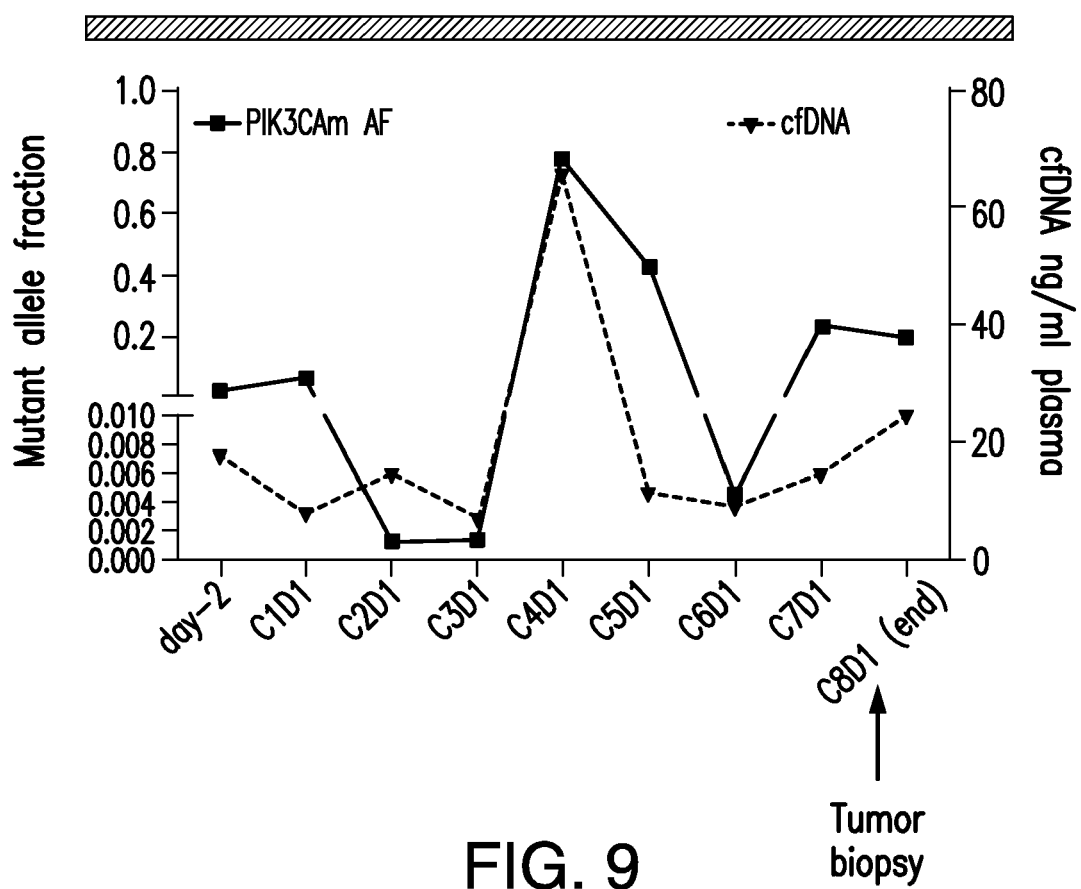 PIK3CAm AF
cfDNA
Mutant allele fraction
1.0
0.8
0.6
0.4
0.2
0.010
0.008
0.006
0.004
0.002
0.000
80
60
40
20
0
cfDNA ng/ml plasma
day-2
C1D1
C2D1
C3D1
C4D1
C5D1
C6D1
C7D1
C8D1 (end)
Tumor
biopsy
FIG. 9